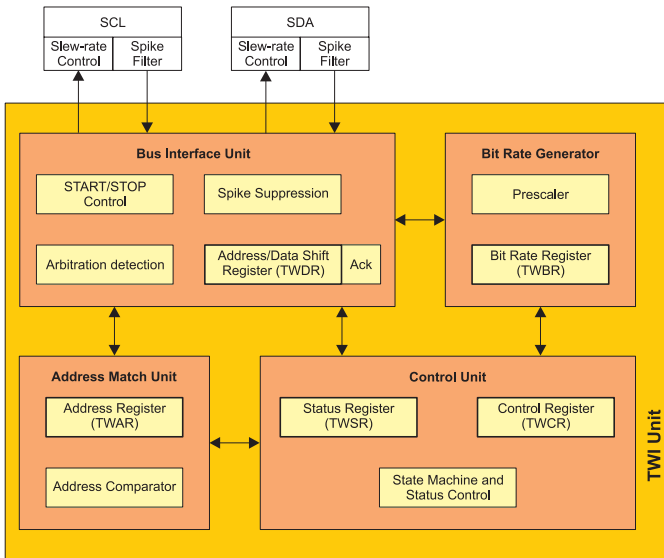 SCL
Slew-rate
Control
Spike
Filter
SDA
Slew-rate
Control
Spike
Filter
Bus Interface Unit
START/STOP
Control
Spike Suppression
Arbitration detection
Address/Data Shift
Register (TWDR)
Ack
Bit Rate Generator
Prescaler
Bit Rate Register
(TWBR)
Address Match Unit
Address Register
(TWAR)
Address Comparator
Control Unit
Status Register
(TWSR)
Control Register
(TWCR)
State Machine and
Status Control
TWI Unit